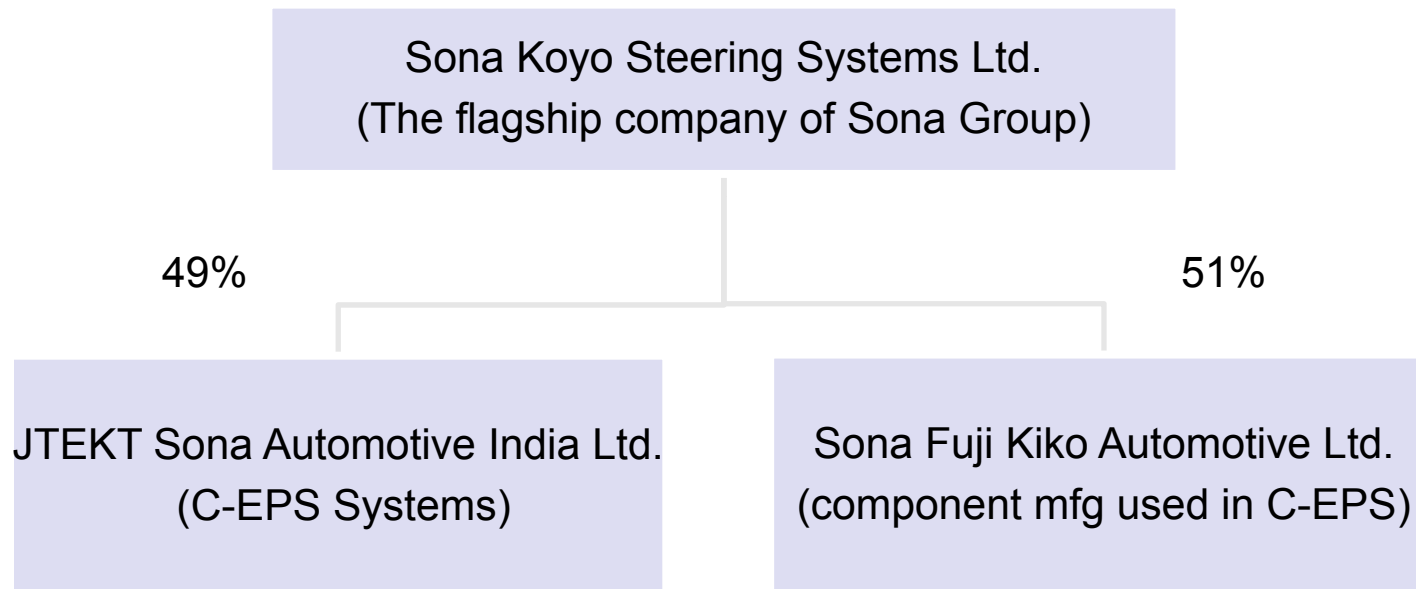 Sona Koyo Steering Systems Ltd.
(The flagship company of Sona Group)
49%
51%
JTEKT Sona Automotive India Ltd.
(C-EPS Systems)
Sona Fuji Kiko Automotive Ltd.
(component mfg used in C-EPS)